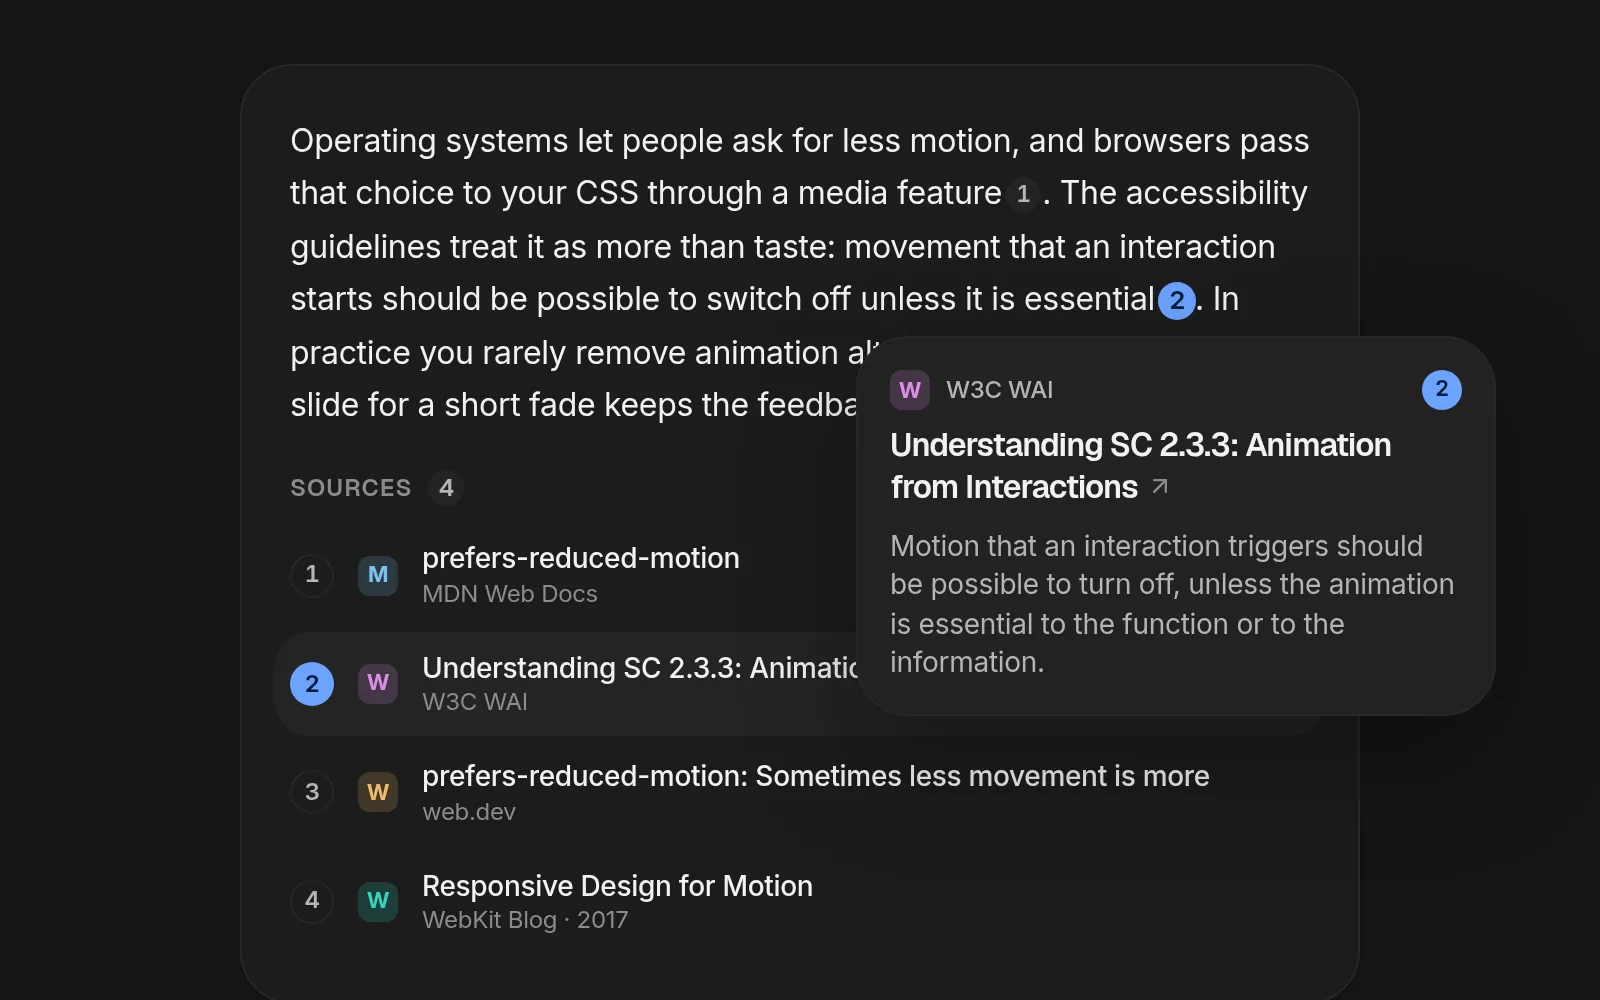 Operating systems let people ask for less motion, and browsers pass
that choice to your CSS through a media feature 1. The accessibility
guidelines treat it as more than taste: movement that an interaction
starts should be possible to switch off unless it is essential 2. In
practice you rarely remove animation
slide for a short fade keeps the
W W3C WAI 2
Understanding SC 2.3.3: Animation
from Interactions ↗
Motion that an interaction triggers should
be possible to turn off, unless the animation
is essential to the function or to the
information.
SOURCES 4
1 M prefers-reduced-motion
MDN Web Docs
2 W Understanding SC 2.3.3:
W3C WAI
3 W prefers-reduced-motion: Sometimes less movement is more
web.dev
4 W Responsive Design for Motion
WebKit Blog · 2017